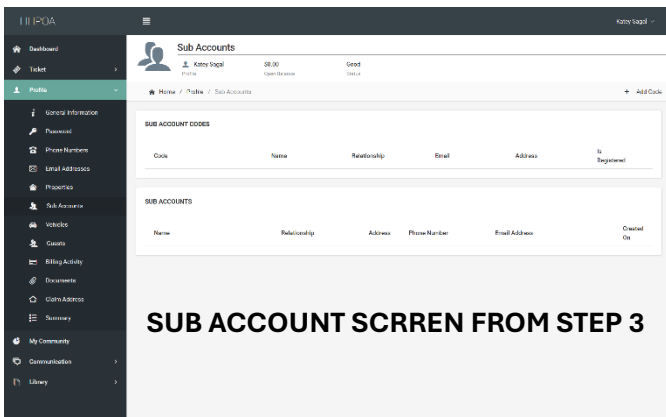 HHPOA
Katey Sagal
Dashboard
Ticket
Profile
General Information
Password
Phone Numbers
Email Addresses
Properties
Sub Accounts
Vehicles
Guests
Billing Activity
Documents
Claim Address
Summary
My Community
Communication
Library
Sub Accounts
Katey Sagal $0.00 Good
Profile Open Balance Status
Home / Profile / Sub Accounts + Add Code
SUB ACCOUNT CODES
Code Name Relationship Email Address Is
Registered
SUB ACCOUNTS
Name Relationship Address Phone Number Email Address Created
On
SUB ACCOUNT SCRREN FROM STEP 3